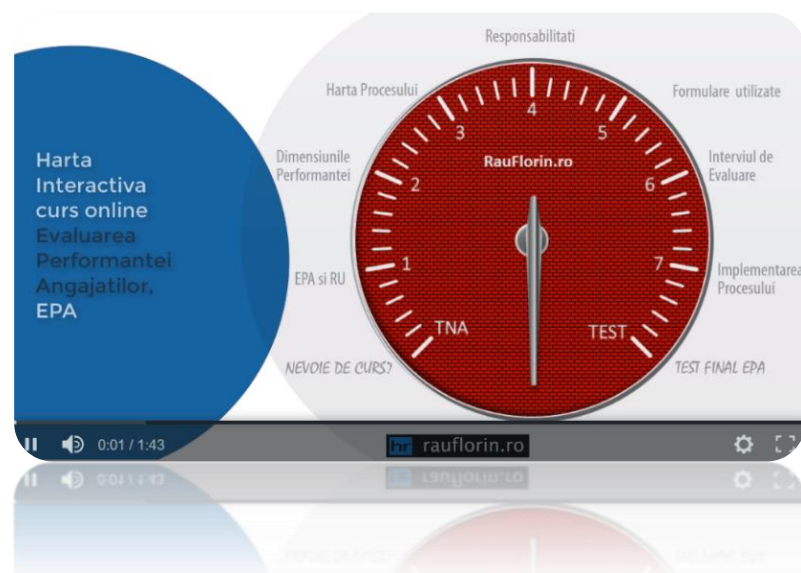 Harta
Interactiva
curs online
Evaluarea
Performantei
Angajatilor,
EPA
Responsabilitati
Harta Procesului
Formulare utilizate
Dimensiunile
Performantei
Interviul de
Evaluare
EPA si RU
Implementarea
Procesului
NEVOIE DE CURS?
TEST FINAL EPA
4
3
5
RauFlorin.ro
2
6
1
7
TNA
TEST
0:01 / 1:43
hr rauflorin.ro